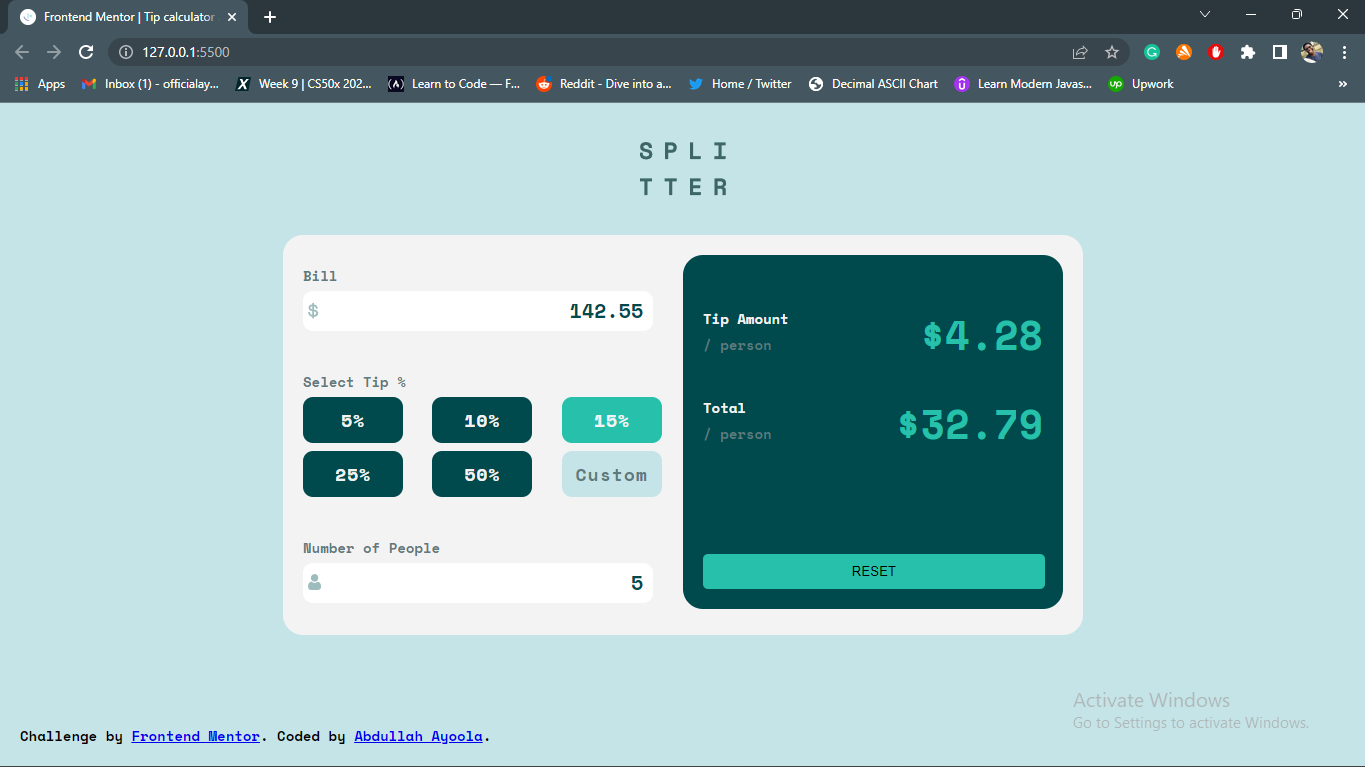 Frontend Mentor | Tip calculator
127.0.0.1:5500
Apps
Inbox (1) - officialay...
Week 9 | CS50x 202...
Learn to Code — F...
Reddit - Dive into a...
Home / Twitter
Decimal ASCII Chart
Learn Modern Javas...
Upwork
SPLI
TTER
Bill
$ 142.55
Select Tip %
5% 10% 15%
25% 50% Custom
Number of People
5
Tip Amount
/ person
$4.28
Total
/ person
$32.79
RESET
Activate Windows
Go to Settings to activate Windows.
Challenge by Frontend Mentor. Coded by Abdullah Ayoola.